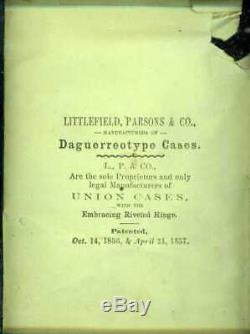 LITTLEFIELD, PARSONS & CO.,
— MANUFACTURERS OF —
Daguerreotype Cases.
L., P. & CO.,
Are the sole Proprietors and only
legal Manufacturers of
UNION CASES,
WITH THE
Embracing Riveted Hinge.
Patented,
Oct. 14, 1856, & April 21, 1857.